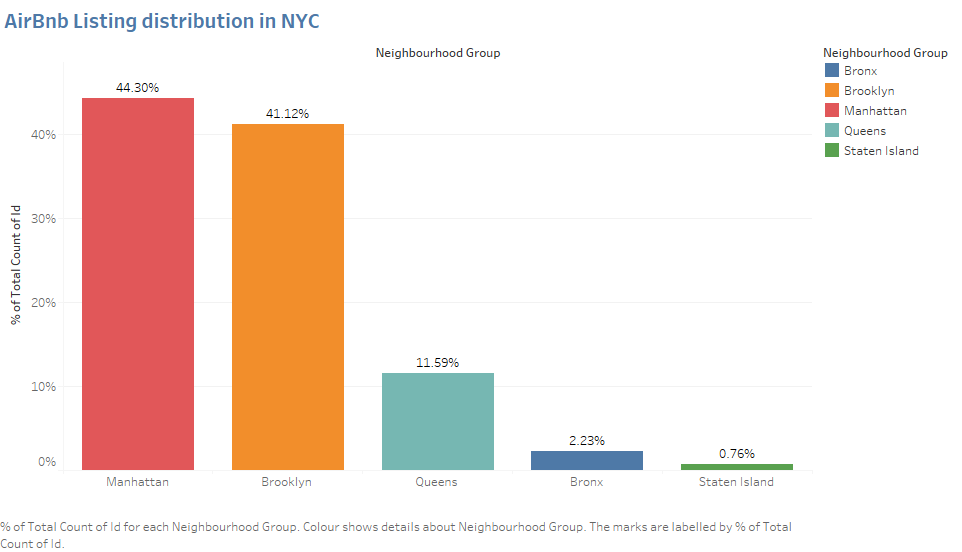 AirBnb Listing distribution in NYC
Neighbourhood Group
Neighbourhood Group
Bronx
Brooklyn
Manhattan
Queens
Staten Island
% of Total Count of Id
40%
30%
20%
10%
0%
44.30%
41.12%
11.59%
2.23%
0.76%
Manhattan
Brooklyn
Queens
Bronx
Staten Island
% of Total Count of Id for each Neighbourhood Group. Colour shows details about Neighbourhood Group. The marks are labelled by % of Total
Count of Id.